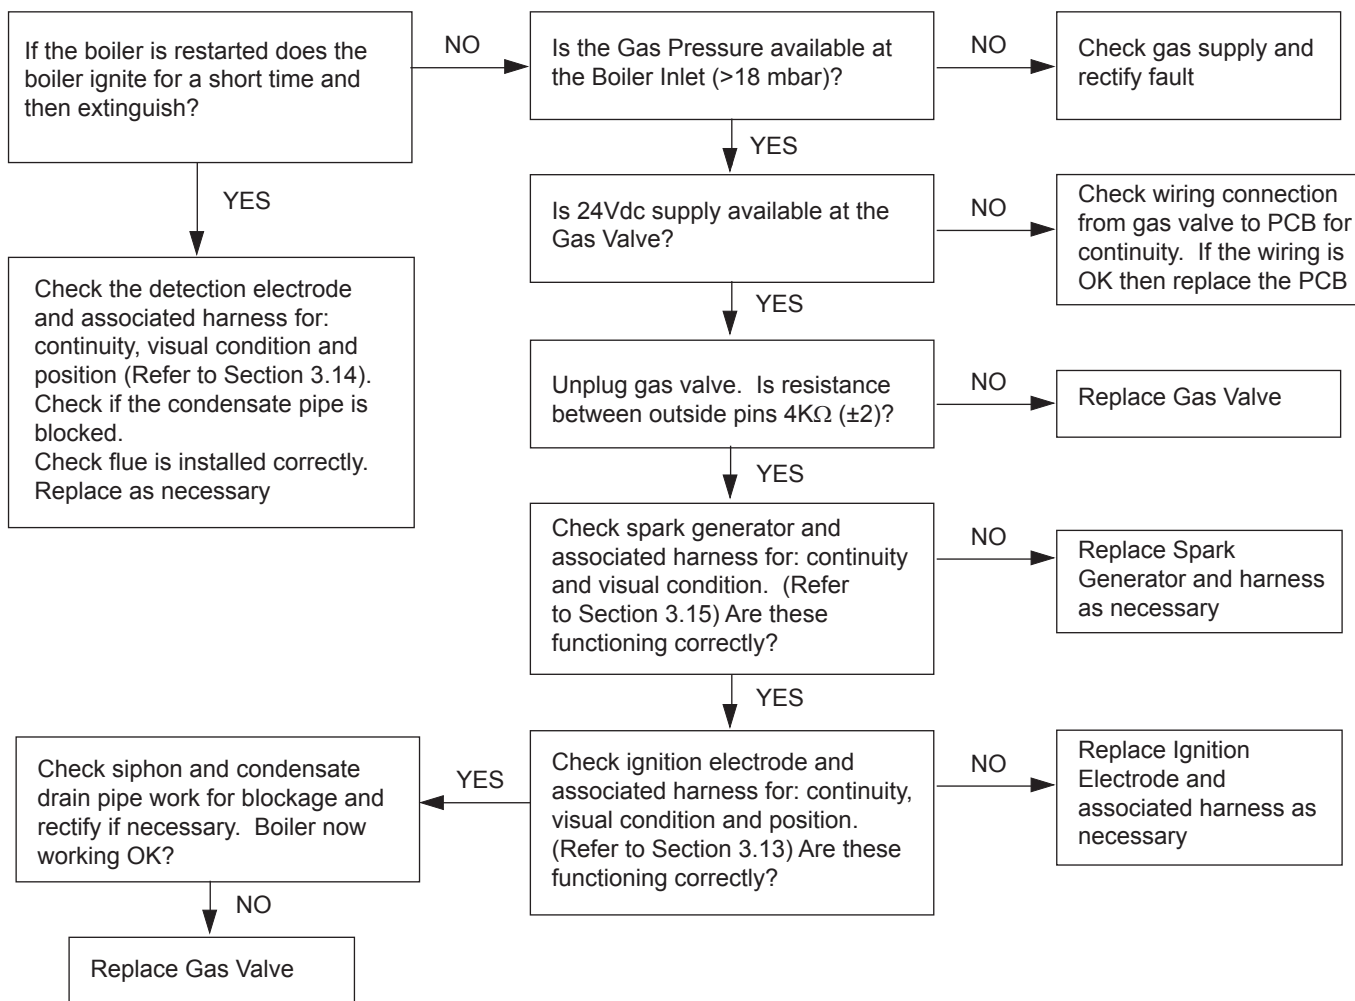 If the boiler is restarted does the
boiler ignite for a short time and
then extinguish?
NO
Is the Gas Pressure available at
the Boiler Inlet (>18 mbar)?
NO
Check gas supply and
rectify fault
YES
YES
Is 24Vdc supply available at the
Gas Valve?
NO
Check wiring connection
from gas valve to PCB for
continuity.  If the wiring is
OK then replace the PCB
Check the detection electrode
and associated harness for:
continuity, visual condition and
position (Refer to Section 3.14).
Check if the condensate pipe is
blocked.
Check flue is installed correctly.
Replace as necessary
YES
Unplug gas valve.  Is resistance
between outside pins 4KΩ (±2)?
NO
Replace Gas Valve
YES
Check spark generator and
associated harness for: continuity
and visual condition.  (Refer
to Section 3.15) Are these
functioning correctly?
NO
Replace Spark
Generator and harness
as necessary
YES
Check ignition electrode and
associated harness for: continuity,
visual condition and position.
(Refer to Section 3.13) Are these
functioning correctly?
NO
Replace Ignition
Electrode and
associated harness as
necessary
YES
Check siphon and condensate
drain pipe work for blockage and
rectify if necessary.  Boiler now
working OK?
NO
Replace Gas Valve